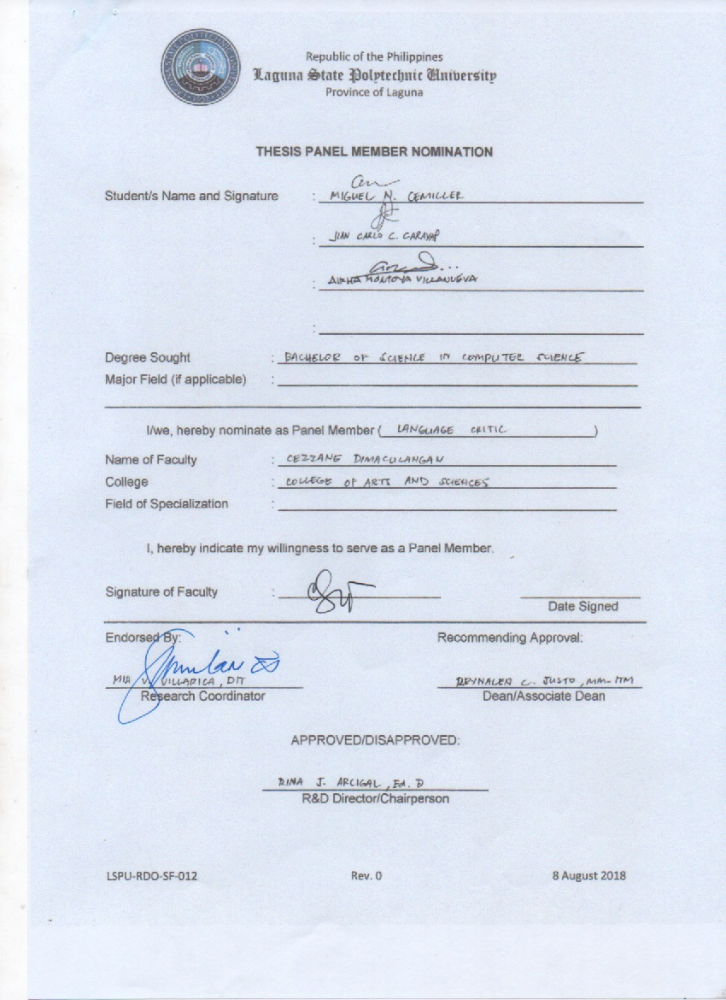 Republic of the Philippines
Laguna State Polytechnic University
Province of Laguna
THESIS PANEL MEMBER NOMINATION
Student/s Name and Signature : MIGUEL N. CEMILLER
: JIAN CARLO C. CARAYAP
: AISHA MONTOYA VILLANUEVA
:
Degree Sought : BACHELOR OF SCIENCE IN COMPUTER SCIENCE
Major Field (if applicable) :
I/we, hereby nominate as Panel Member ( LANGUAGE CRITIC )
Name of Faculty : CEZZANE DIMACULANGAN
College : COLLEGE OF ARTS AND SCIENCES
Field of Specialization :
I, hereby indicate my willingness to serve as a Panel Member.
Signature of Faculty :
Date Signed
Endorsed By: Recommending Approval:
MIA V. VILLARICA, DIT REYNALEN C. JUSTO, MM-ITM
Research Coordinator Dean/Associate Dean
APPROVED/DISAPPROVED:
RINA J. ARCIGAL, Ed. D
R&D Director/Chairperson
LSPU-RDO-SF-012 Rev. 0 8 August 2018